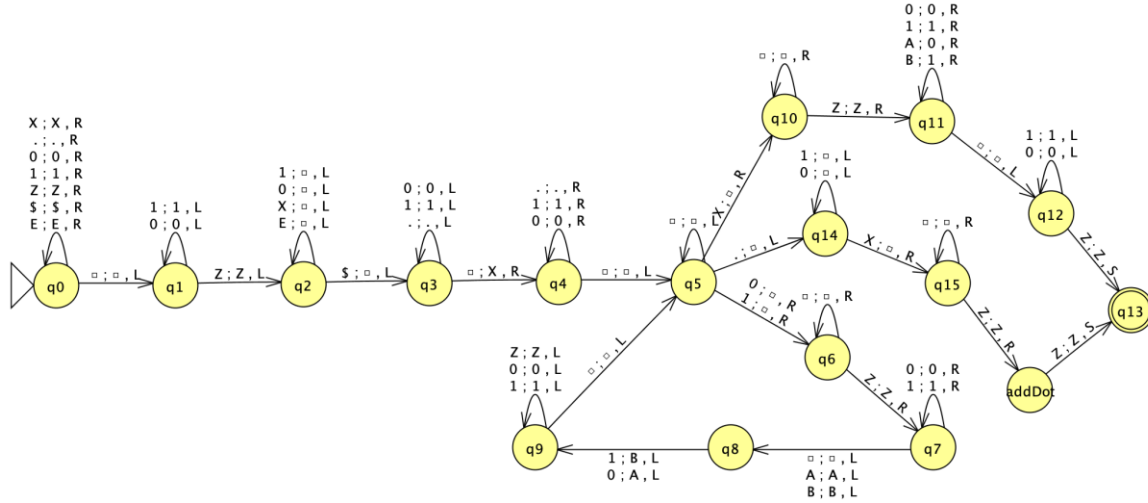 0;0,R
1;1,R
A;0,R
B;1,R
□;□,R
q10
Z;Z,R
q11
X;X,R
.;.,R
0;0,R
1;1,R
Z;Z,R
$;$,R
E;E,R
q0
□;□,L
1;1,L
0;0,L
q1
Z;Z,L
1;□,L
0;□,L
X;□,L
E;□,L
q2
$;□,L
0;0,L
1;1,L
.;.,L
q3
□;X,R
.;.,R
1;1,R
0;0,R
q4
□;□,L
□;□,L
q5
X;□,R
.;□,L
1;□,L
0;□,L
q14
X;□,R
□;□,R
q15
□;□,L
1;1,L
0;0,L
q12
Z;Z,S
q13
Z;Z,R
addDot
Z;Z,S
0;□,R
1;□,R
□;□,R
q6
Z;Z,R
0;0,R
1;1,R
q7
□;□,L
A;A,L
B;B,L
q8
1;B,L
0;A,L
Z;Z,L
0;0,L
1;1,L
q9
□;□,L